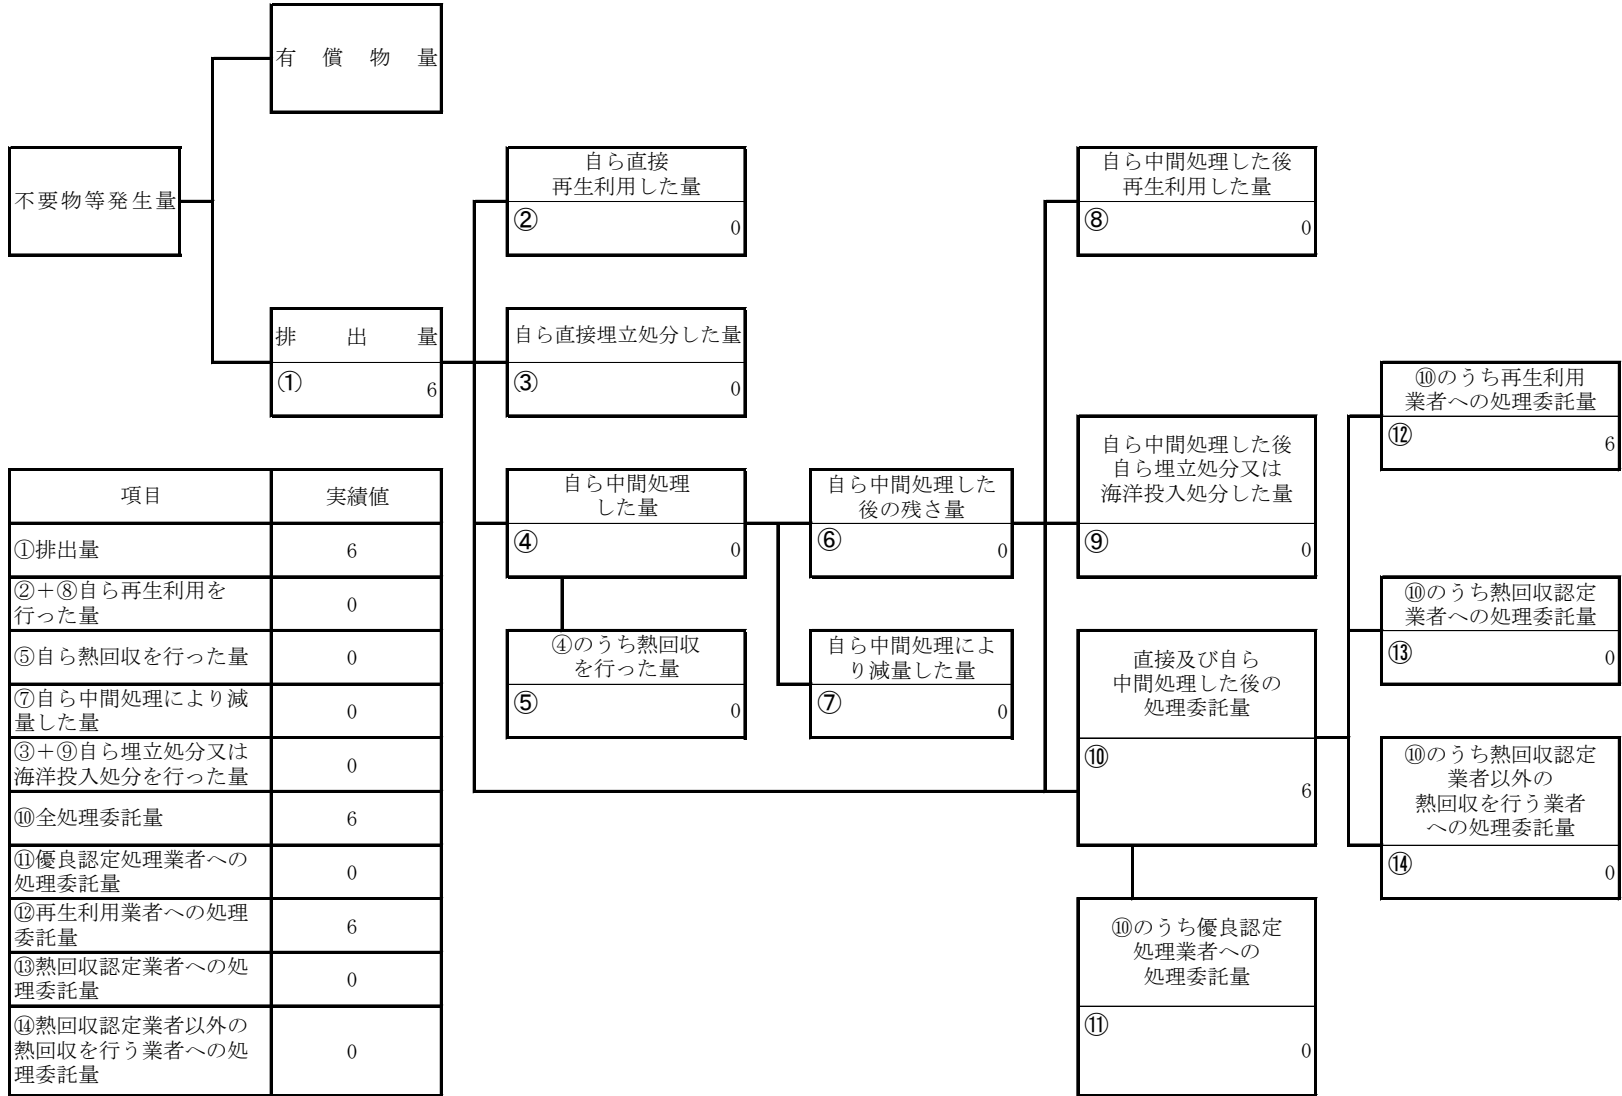 有償物量
不要物等発生量
排出量
①
6
自ら直接
再生利用した量
②
0
自ら直接埋立処分した量
③
0
自ら中間処理
した量
④
0
④のうち熱回収
を行った量
⑤
0
自ら中間処理した
後の残さ量
⑥
0
自ら中間処理によ
り減量した量
⑦
0
自ら中間処理した後
再生利用した量
⑧
0
自ら中間処理した後
自ら埋立処分又は
海洋投入処分した量
⑨
0
直接及び自ら
中間処理した後の
処理委託量
⑩
6
⑩のうち優良認定
処理業者への
処理委託量
⑪
0
⑩のうち再生利用
業者への処理委託量
⑫
6
⑩のうち熱回収認定
業者への処理委託量
⑬
0
⑩のうち熱回収認定
業者以外の
熱回収を行う業者
への処理委託量
⑭
0
項目 実績値
①排出量 6
②+⑧自ら再生利用を
行った量
0
⑤自ら熱回収を行った量 0
⑦自ら中間処理により減
量した量
0
③+⑨自ら埋立処分又は
海洋投入処分を行った量
0
⑩全処理委託量 6
⑪優良認定処理業者への
処理委託量
0
⑫再生利用業者への処理
委託量
6
⑬熱回収認定業者への処
理委託量
0
⑭熱回収認定業者以外の
熱回収を行う業者への処
理委託量
0